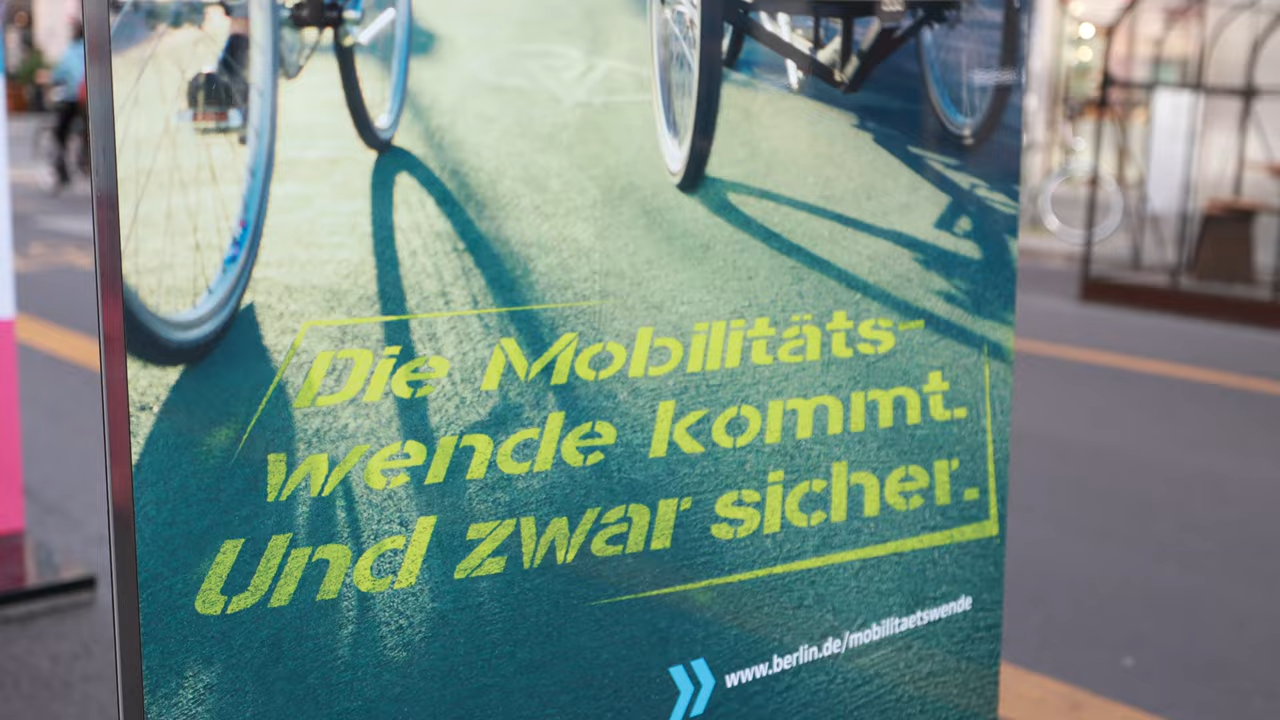 Die Mobilitäts-
wende kommt.
Und zwar sicher.
www.berlin.de/mobilitaetswende